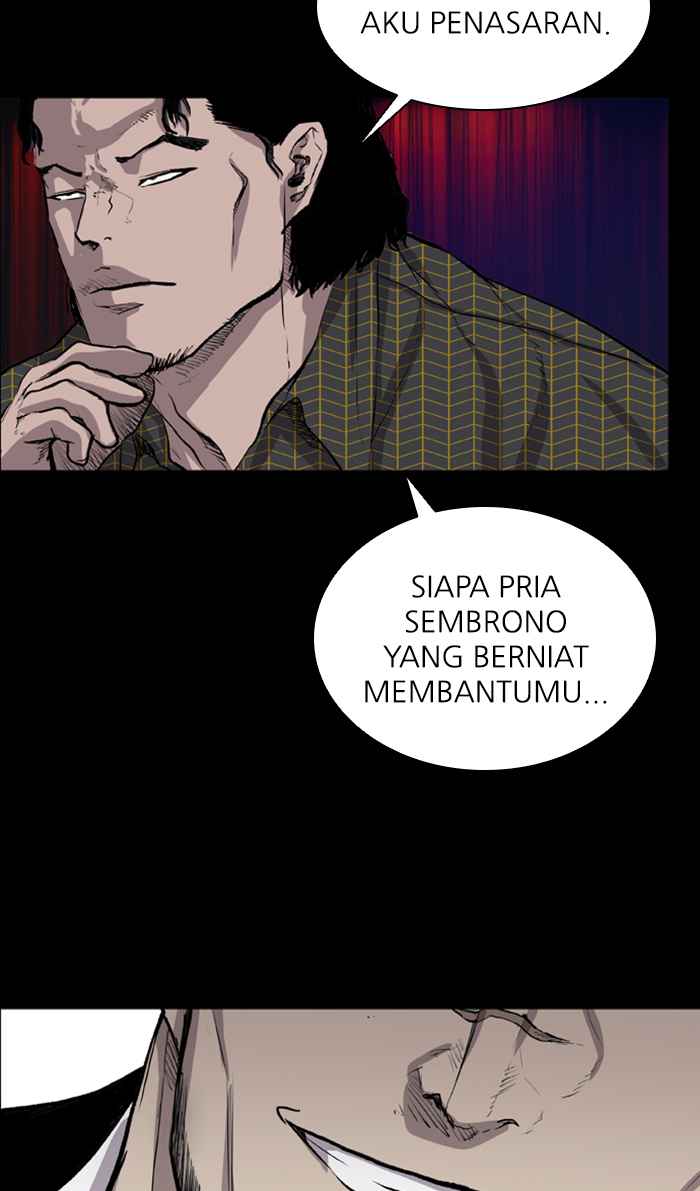 AKU PENASARAN.
SIAPA PRIA
SEMBRONO
YANG BERNIAT
MEMBANTUMU...